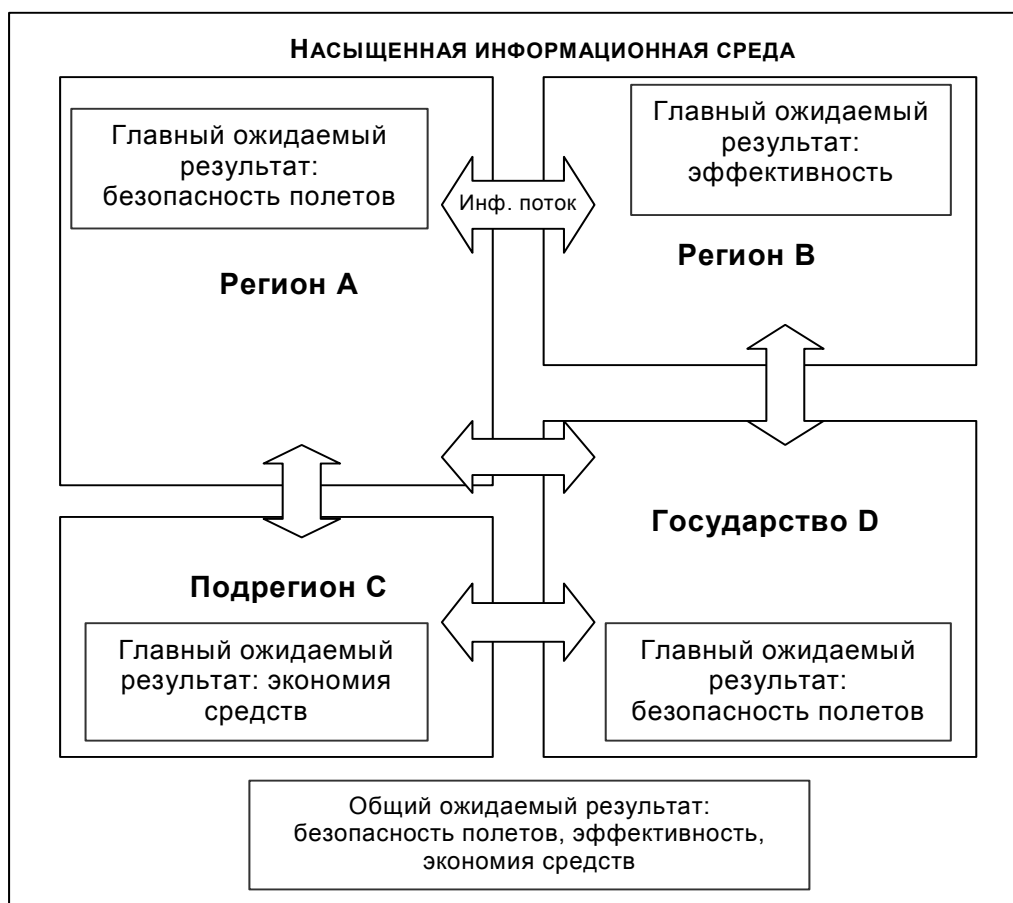 НАСЫЩЕННАЯ ИНФОРМАЦИОННАЯ СРЕДА
Главный ожидаемый
результат:
безопасность полетов
Регион А
Инф. поток
Главный ожидаемый
результат:
эффективность
Регион В
Подрегион С
Главный ожидаемый
результат: экономия
средств
Государство D
Главный ожидаемый
результат:
безопасность полетов
Общий ожидаемый результат:
безопасность полетов, эффективность,
экономия средств